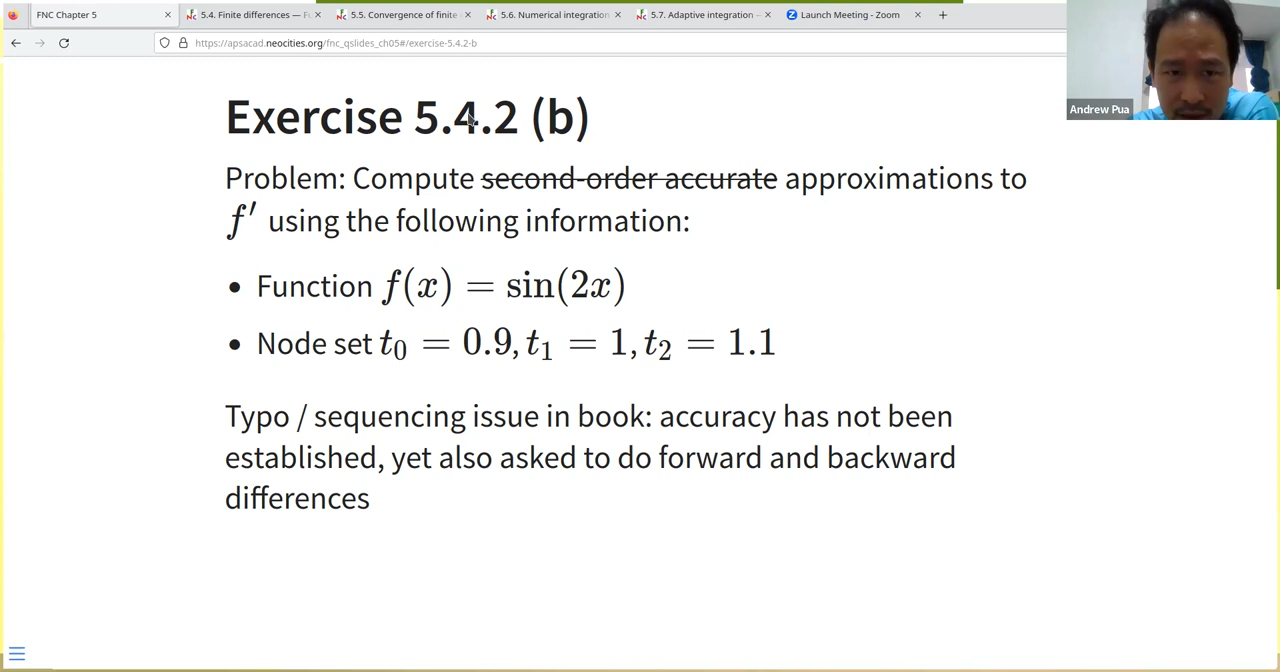 FNC Chapter 5
5.4. Finite differences — F
5.5. Convergence of finite
5.6. Numerical integration
5.7. Adaptive integration —
Launch Meeting - Zoom
https://apsacad.neocities.org/fnc_qslides_ch05#/exercise-5.4.2-b
Andrew Pua
Exercise 5.4.2 (b)
Problem: Compute second-order accurate approximations to
f′ using the following information:
• Function f(x) = sin(2x)
• Node set t₀ = 0.9, t₁ = 1, t₂ = 1.1
Typo / sequencing issue in book: accuracy has not been
established, yet also asked to do forward and backward
differences